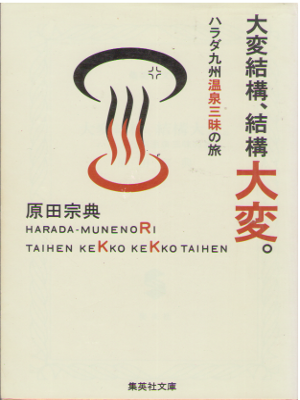 大変結構、結構
大変。
ハラダ九州温泉三昧の旅
原田宗典
HARADA-MUNENORI
TAIHEN KEKKO KEKKO TAIHEN
集英社文庫